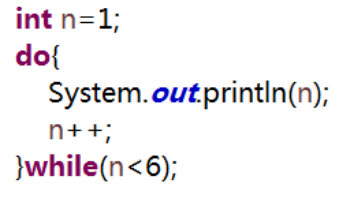 int n=1;
do{
System.out.println(n);
n++;
}while(n<6);